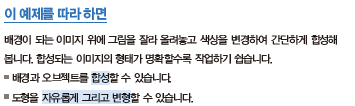 이 예제를 따라 하면
배경이 되는 이미지 위에 그림을 잘라 올려놓고 색상을 변경하여 간단하게 합성해
봅니다. 합성되는 이미지의 형태가 명확할수록 작업하기 쉽습니다.
■ 배경과 오브젝트를 합성할 수 있습니다.
■ 도형을 자유롭게 그리고 변형할 수 있습니다.